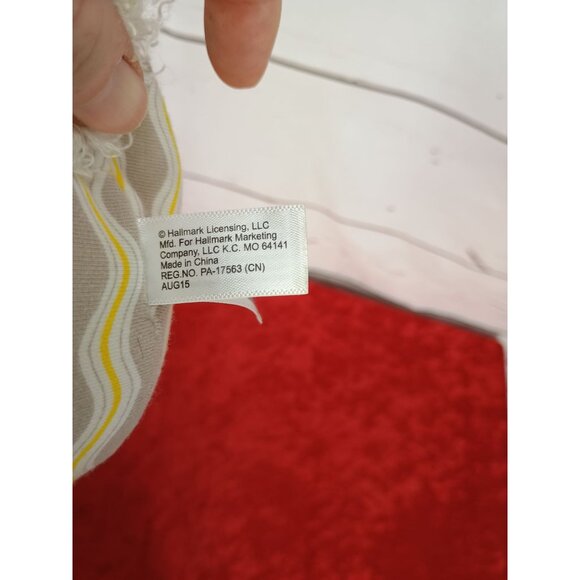 © Hallmark Licensing, LLC
Mfd. For Hallmark Marketing
Company, LLC K.C. MO 64141
Made in China
REG.NO. PA-17563 (CN)
AUG15